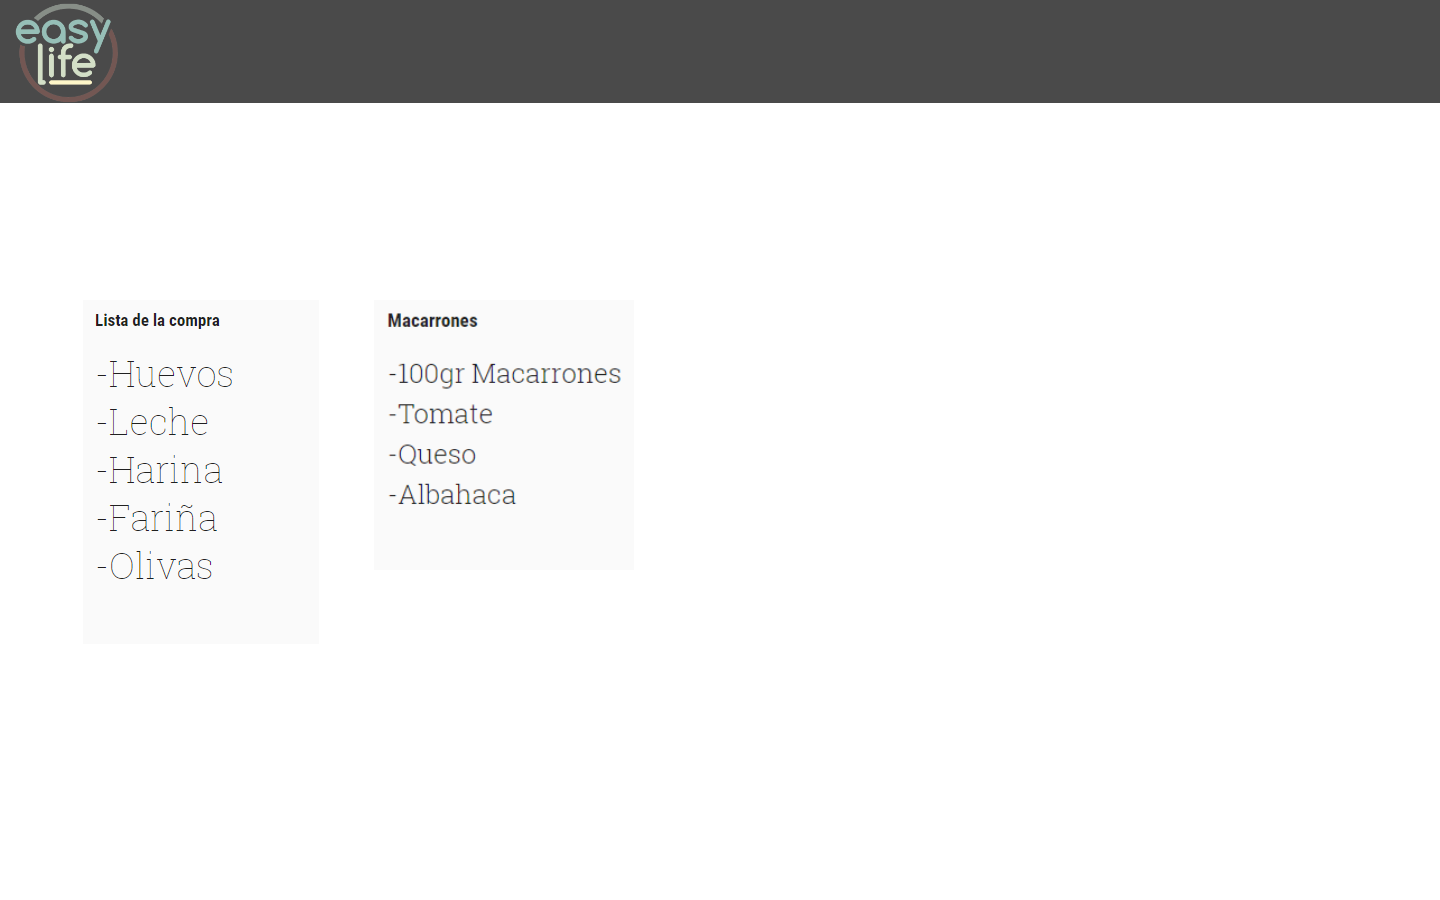 easy
life
Lista de la compra
-Huevos
-Leche
-Harina
-Fariña
-Olivas
Macarrones
-100gr Macarrones
-Tomate
-Queso
-Albahaca